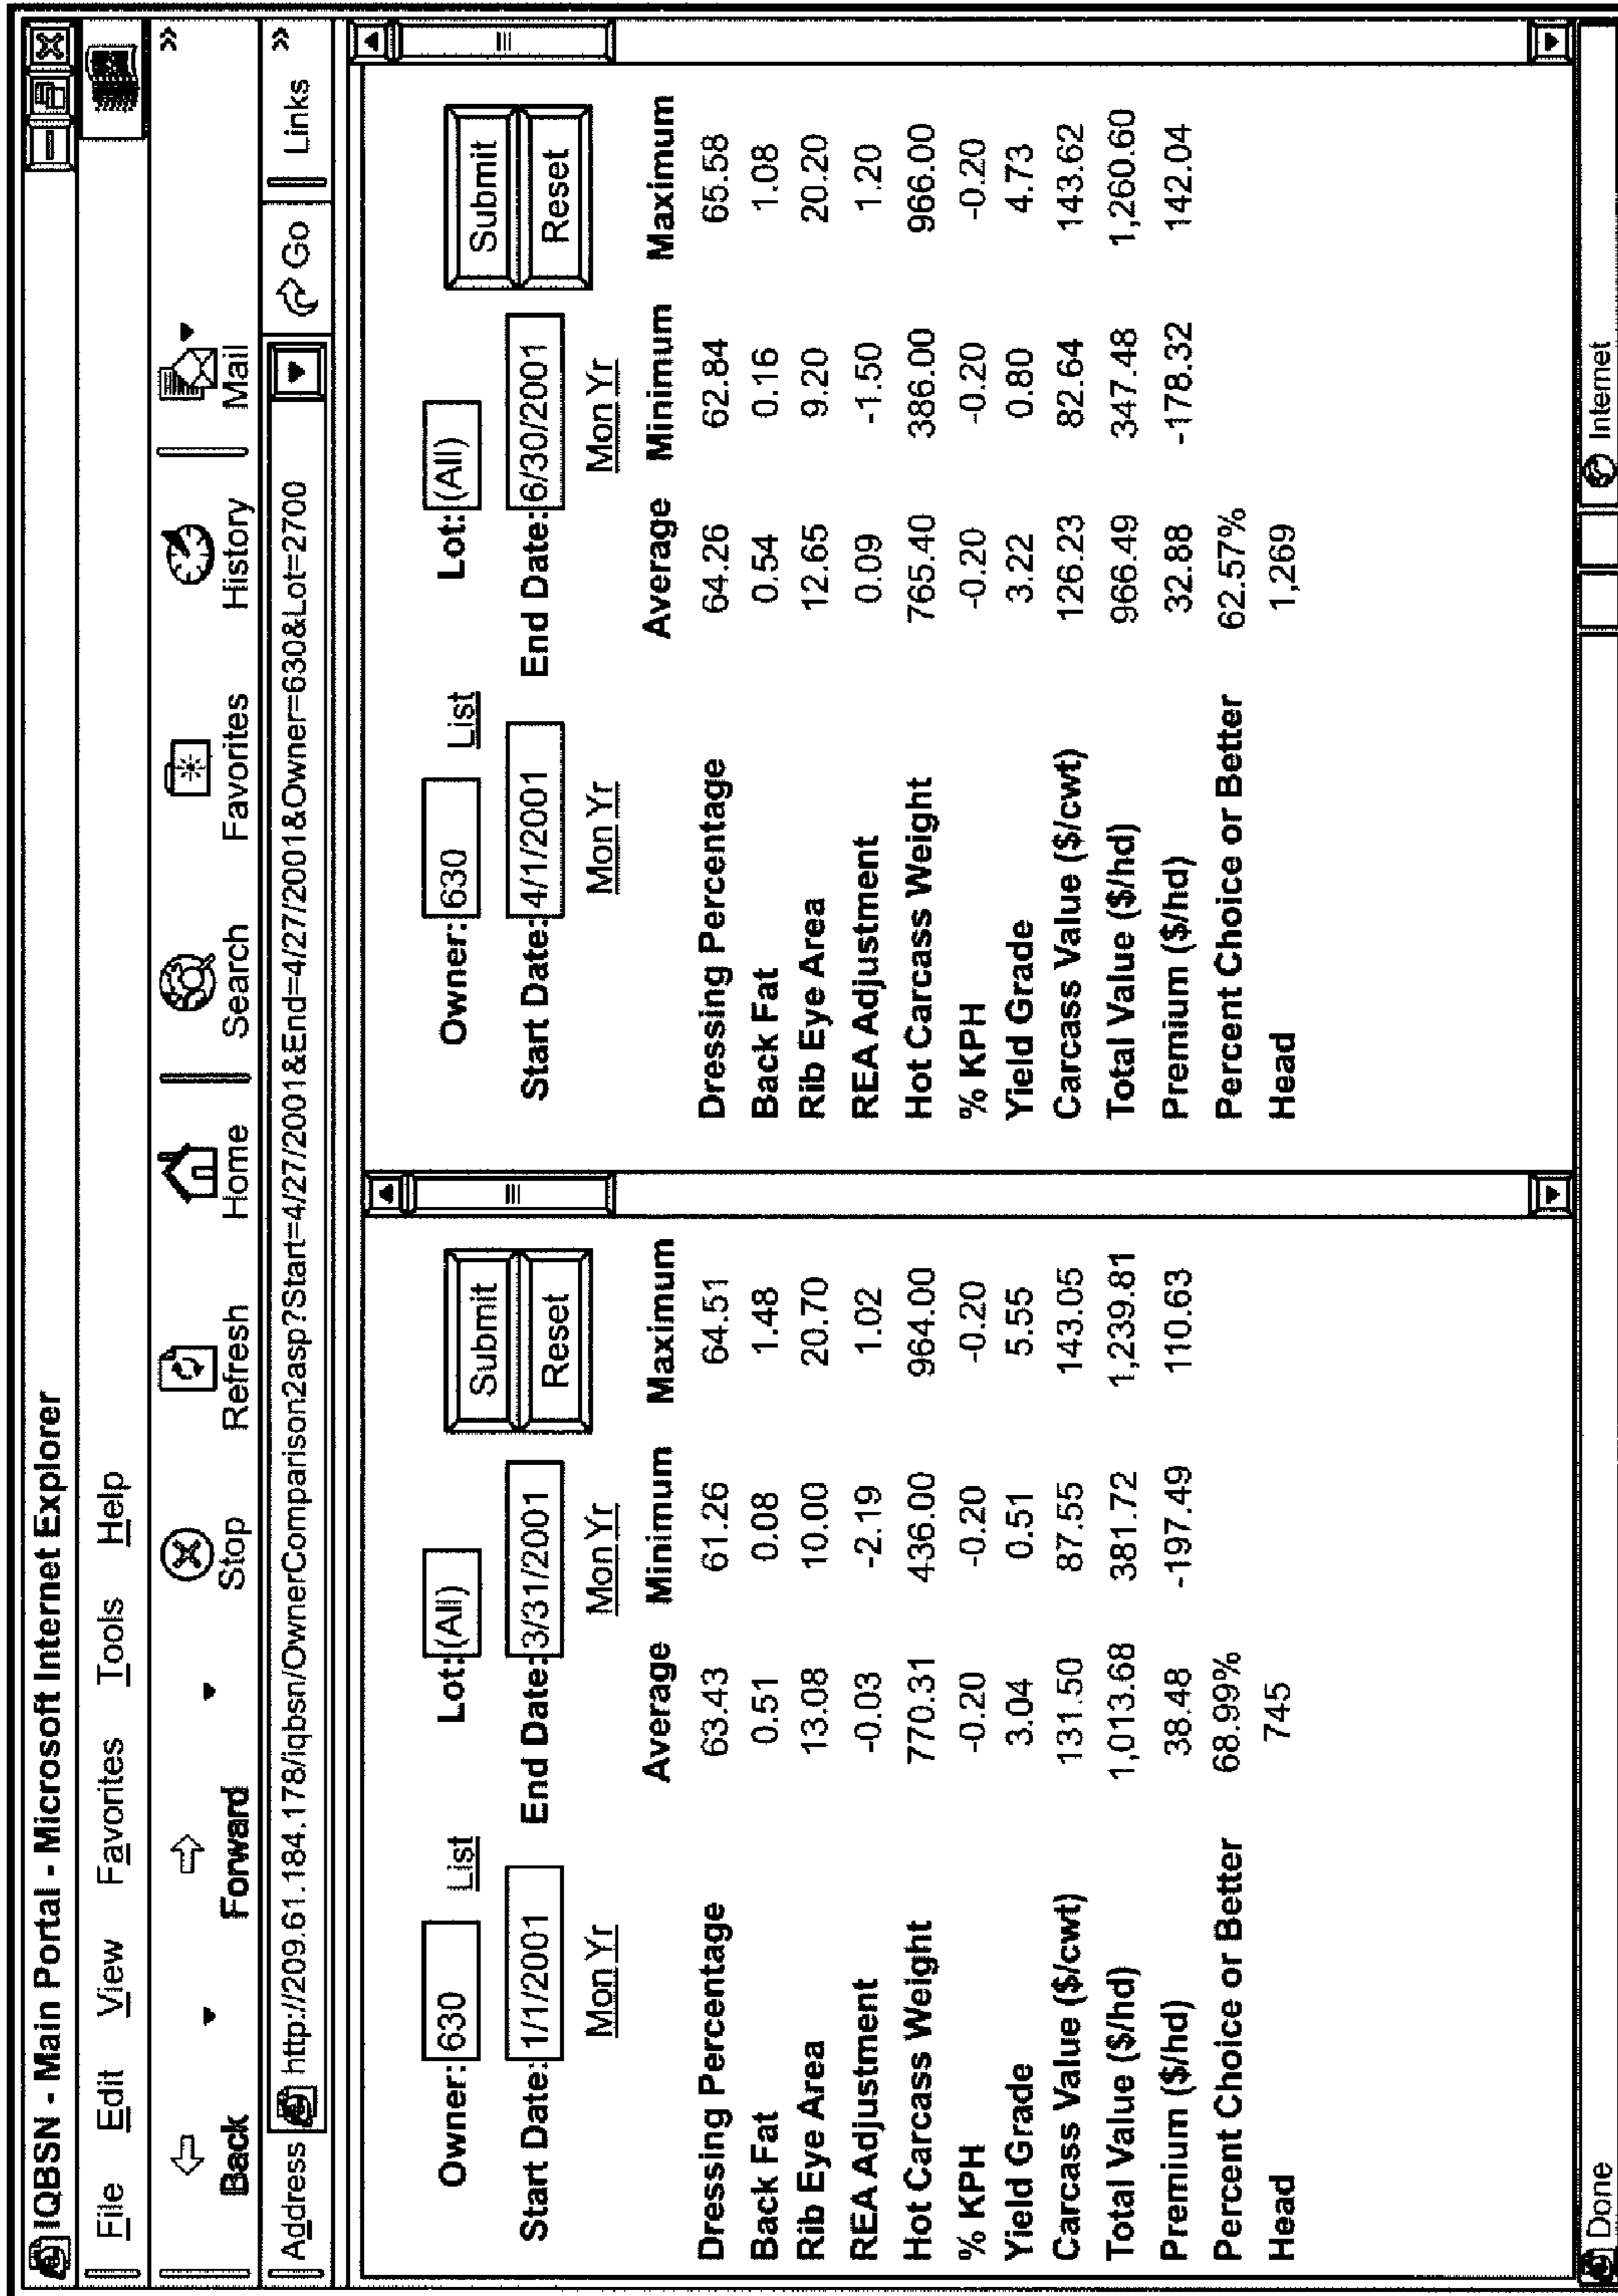 IQBSN - Main Portal - Microsoft Internet Explorer
File Edit View Favorites Tools Help
Back Forward Stop Refresh Home Search Favorites History Mail »
Address http://209.61.184.178/iqbsn/OwnerComparison2asp?Start=4/27/2001&End=4/27/2001&Owner=630&Lot=2700 Go Links »
Owner: 630 List Lot: (All) Submit
Start Date: 1/1/2001 End Date: 3/31/2001 Reset
Mon Yr Mon Yr
Average Minimum Maximum
Dressing Percentage 63.43 61.26 64.51
Back Fat 0.51 0.08 1.48
Rib Eye Area 13.08 10.00 20.70
REA Adjustment -0.03 -2.19 1.02
Hot Carcass Weight 770.31 436.00 964.00
% KPH -0.20 -0.20 -0.20
Yield Grade 3.04 0.51 5.55
Carcass Value ($/cwt) 131.50 87.55 143.05
Total Value ($/hd) 1,013.68 381.72 1,239.81
Premium ($/hd) 38.48 -197.49 110.63
Percent Choice or Better 68.99%
Head 745
Owner: 630 List Lot: (All) Submit
Start Date: 4/1/2001 End Date: 6/30/2001 Reset
Mon Yr Mon Yr
Average Minimum Maximum
Dressing Percentage 64.26 62.84 65.58
Back Fat 0.54 0.16 1.08
Rib Eye Area 12.65 9.20 20.20
REA Adjustment 0.09 -1.50 1.20
Hot Carcass Weight 765.40 386.00 966.00
% KPH -0.20 -0.20 -0.20
Yield Grade 3.22 0.80 4.73
Carcass Value ($/cwt) 126.23 82.64 143.62
Total Value ($/hd) 966.49 347.48 1,260.60
Premium ($/hd) 32.88 -178.32 142.04
Percent Choice or Better 62.57%
Head 1,269
Done Internet